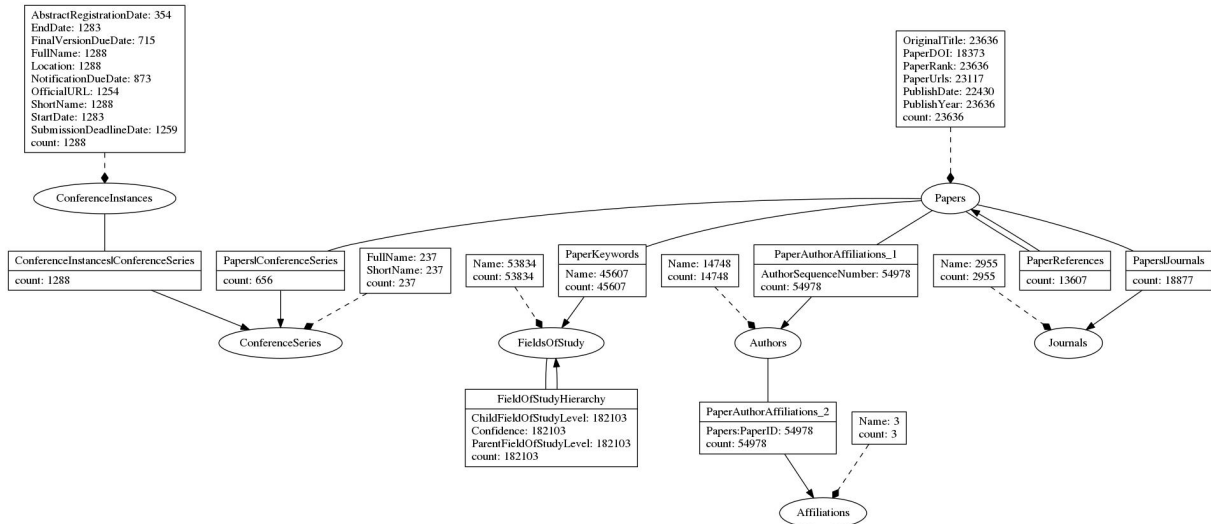 AbstractRegistrationDate: 354
EndDate: 1283
FinalVersionDueDate: 715
FullName: 1288
Location: 1288
NotificationDueDate: 873
OfficialURL: 1254
ShortName: 1288
StartDate: 1283
SubmissionDeadlineDate: 1259
count: 1288
OriginalTitle: 23636
PaperDOI: 18373
PaperRank: 23636
PaperUrls: 23117
PublishDate: 22430
PublishYear: 23636
count: 23636
ConferenceInstances
Papers
ConferenceInstances|ConferenceSeries
count: 1288
Papers|ConferenceSeries
count: 656
FullName: 237
ShortName: 237
count: 237
Name: 53834
count: 53834
PaperKeywords
Name: 45607
count: 45607
Name: 14748
count: 14748
PaperAuthorAffiliations_1
AuthorSequenceNumber: 54978
count: 54978
Name: 2955
count: 2955
PaperReferences
count: 13607
Papers|Journals
count: 18877
ConferenceSeries
FieldsOfStudy
Authors
Journals
FieldOfStudyHierarchy
ChildFieldOfStudyLevel: 182103
Confidence: 182103
ParentFieldOfStudyLevel: 182103
count: 182103
PaperAuthorAffiliations_2
Papers:PaperID: 54978
count: 54978
Name: 3
count: 3
Affiliations